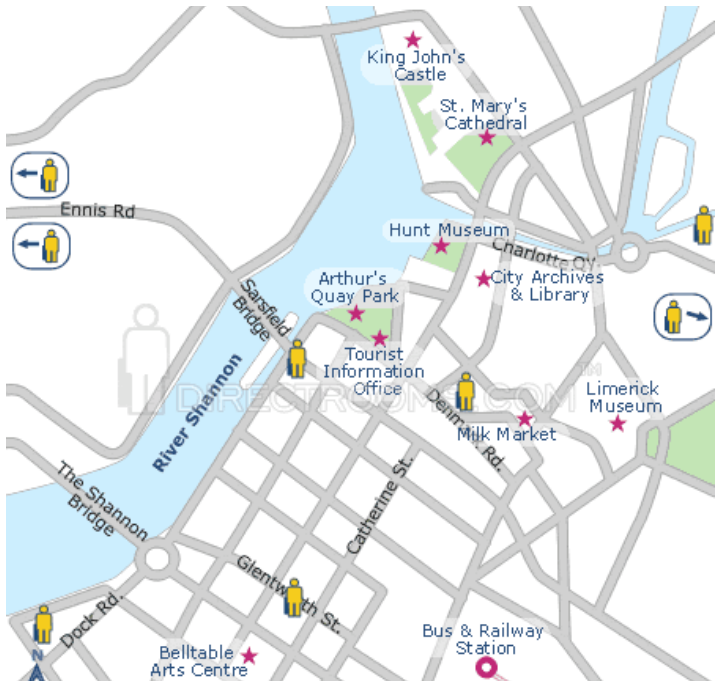 King John's
Castle
St. Mary's
Cathedral
Ennis Rd
Hunt Museum
Charlotte Qy.
Arthur's
Quay Park
City Archives
& Library
Sarsfield
Bridge
Tourist
Information
Office
DIRECTROOMS.COM™
River Shannon
Limerick
Museum
Denmark Rd.
Milk Market
The Shannon
Bridge
Catherine St.
Glentworth St.
Dock Rd.
Bus & Railway
Station
Belltable
Arts Centre
N